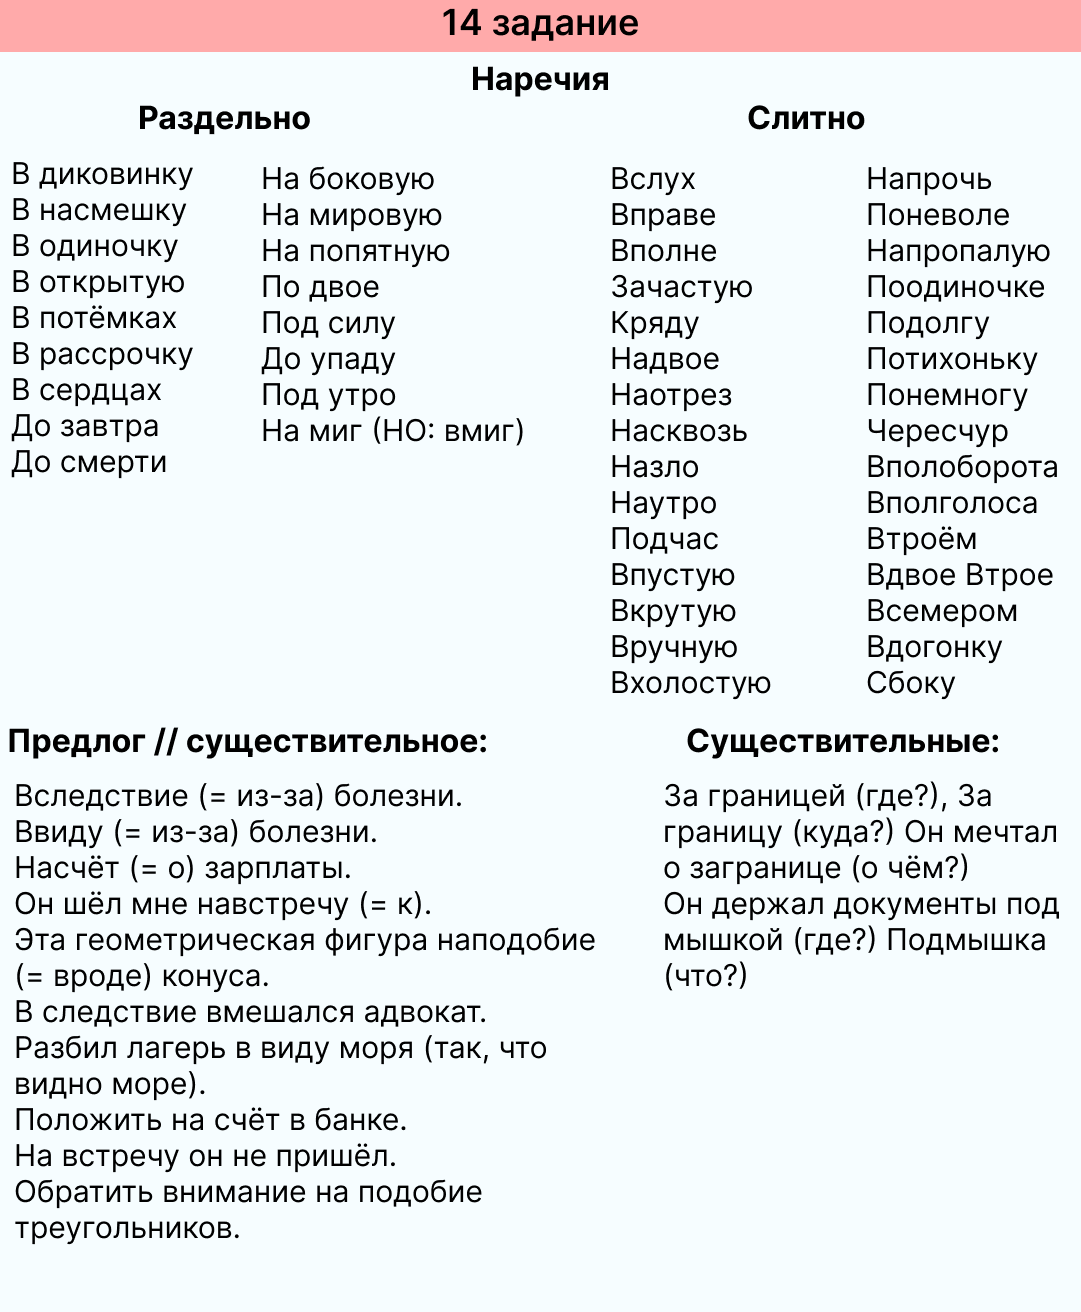 14 задание
Наречия
Раздельно
В диковинку
В насмешку
В одиночку
В открытую
В потёмках
В рассрочку
В сердцах
До завтра
До смерти
На боковую
На мировую
На попятную
По двое
Под силу
До упаду
Под утро
На миг (НО: вмиг)
Слитно
Вслух
Вправе
Вполне
Зачастую
Кряду
Надвое
Наотрез
Насквозь
Назло
Наутро
Подчас
Впустую
Вкрутую
Вручную
Вхолостую
Напрочь
Поневоле
Напропалую
Поодиночке
Подолгу
Потихоньку
Понемногу
Чересчур
Вполоборота
Вполголоса
Втроём
Вдвое Втрое
Всемером
Вдогонку
Сбоку
Предлог // существительное:
Вследствие (= из-за) болезни.
Ввиду (= из-за) болезни.
Насчёт (= о) зарплаты.
Он шёл мне навстречу (= к).
Эта геометрическая фигура наподобие
(= вроде) конуса.
В следствие вмешался адвокат.
Разбил лагерь в виду моря (так, что
видно море).
Положить на счёт в банке.
На встречу он не пришёл.
Обратить внимание на подобие
треугольников.
Существительные:
За границей (где?), За
границу (куда?) Он мечтал
о загранице (о чём?)
Он держал документы под
мышкой (где?) Подмышка
(что?)